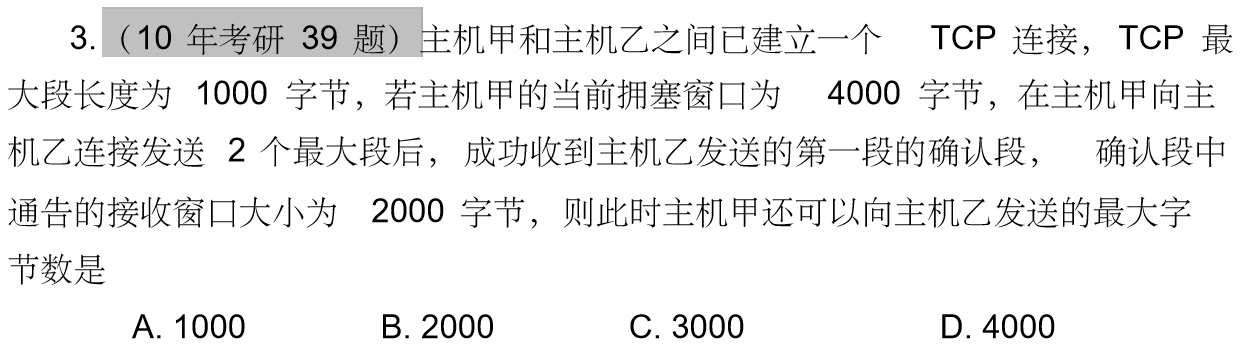 3.（10 年考研 39 题）主机甲和主机乙之间已建立一个 TCP 连接，TCP 最
大段长度为 1000 字节，若主机甲的当前拥塞窗口为 4000 字节，在主机甲向主
机乙连接发送 2 个最大段后，成功收到主机乙发送的第一段的确认段， 确认段中
通告的接收窗口大小为 2000 字节，则此时主机甲还可以向主机乙发送的最大字
节数是
A. 1000 B. 2000 C. 3000 D. 4000